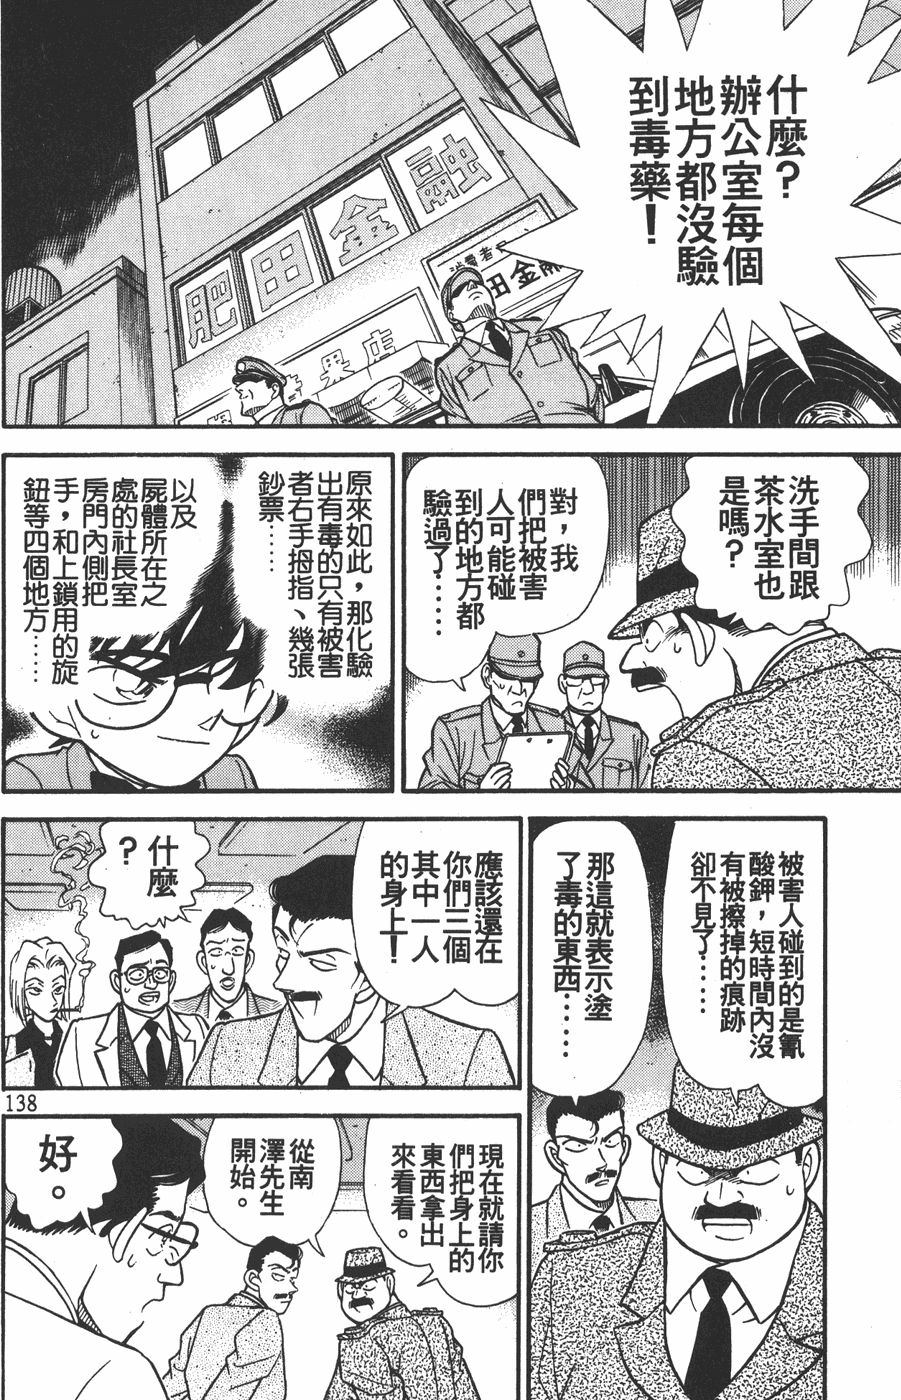 什麼？
辦公室每個
地方都沒驗
到毒藥！
融
金
田
肥
田金融
洗手間跟
茶水室也
是嗎？
對，我
們把被害
人可能碰
到的地方都
驗過了……
原來如此，那化驗
出有毒的只有被害
者右手拇指、幾張
鈔票……
以及
屍體所在之
處的社長室
房門內側把
手，和上鎖用的旋
鈕等四個地方……
被害人碰到的是氰
酸鉀，短時間內沒
有被擦掉的痕跡
卻不見了……
那這就表示塗
了毒的東西……
應該還在
你們三個
其中一人
的身上！
什麼
？
138
現在就請你
們把身上的
東西拿出
來看看。
從南
澤先生
開始。
好。